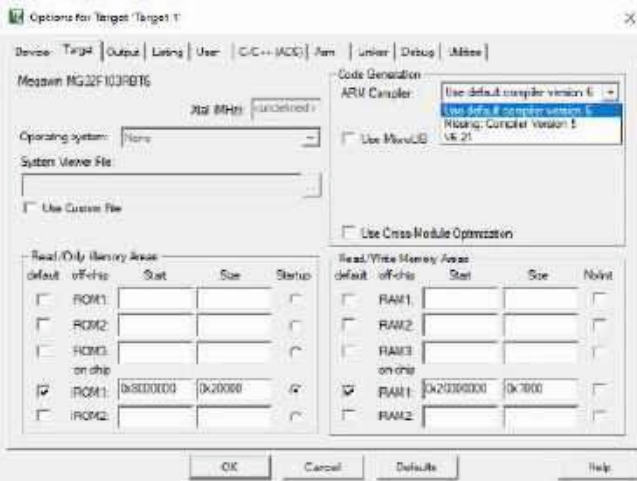 Options for Target 'Target 1'
Device Target Output Listing User C/C++ (AC6) Asm Linker Debug Utilities
Megawin MG32F103RBT6
Xtal (MHz): <undefined>
Operating system: None
System Viewer File:
...
Use Custom File
Code Generation
ARM Compiler: Use default compiler version 6
Use default compiler version 6
Missing: Compiler Version 5
V6.21
Use MicroLIB
Use Cross-Module Optimization
Read/Only Memory Areas
default off-chip Start Size Startup
ROM1:
ROM2:
ROM3:
on-chip
IROM1: 0x8000000 0x20000
IROM2:
Read/Write Memory Areas
default off-chip Start Size NoInit
RAM1:
RAM2:
RAM3:
on-chip
IRAM1: 0x20000000 0x7000
IRAM2:
OK Cancel Defaults Help